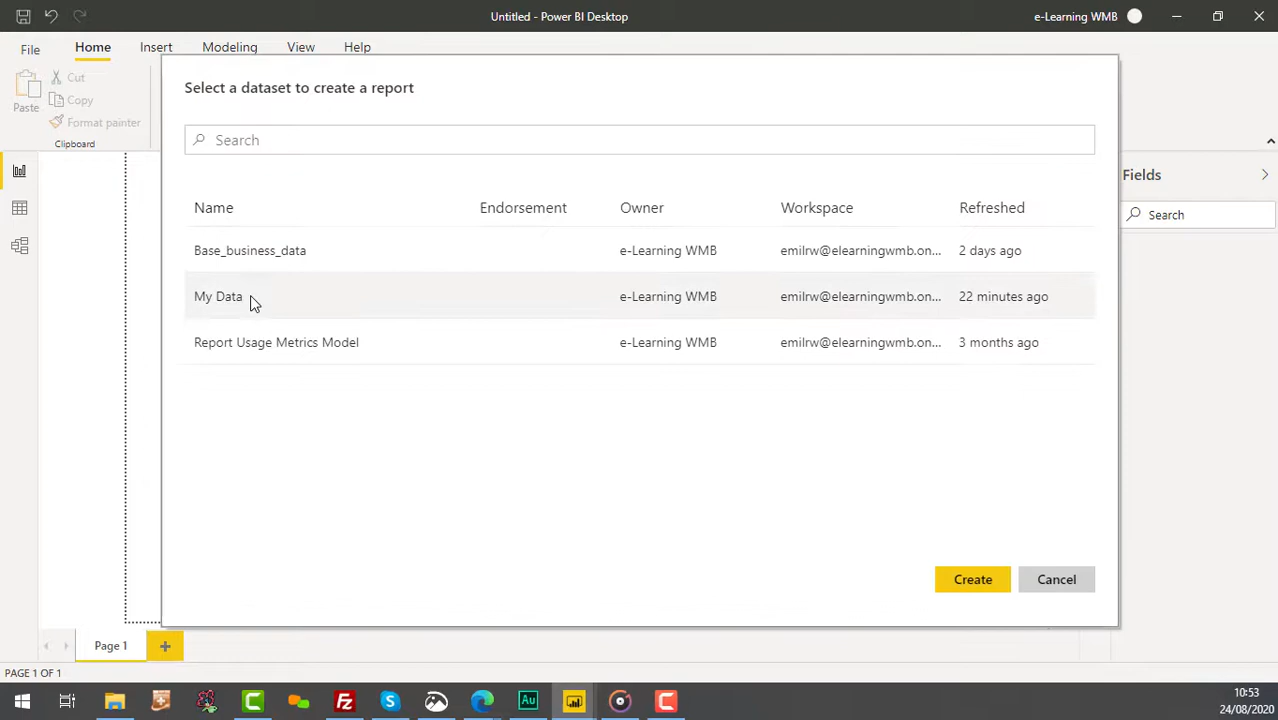 Untitled - Power BI Desktop
e-Learning WMB
File
Home
Insert
Modeling
View
Help
Paste
Cut
Copy
Format painter
Clipboard
Select a dataset to create a report
Search
Name
Endorsement
Owner
Workspace
Refreshed
Base_business_data
e-Learning WMB
emilrw@elearningwmb.on...
2 days ago
My Data
e-Learning WMB
emilrw@elearningwmb.on...
22 minutes ago
Report Usage Metrics Model
e-Learning WMB
emilrw@elearningwmb.on...
3 months ago
Create
Cancel
Fields
Search
Page 1
PAGE 1 OF 1
Au
10:53
24/08/2020